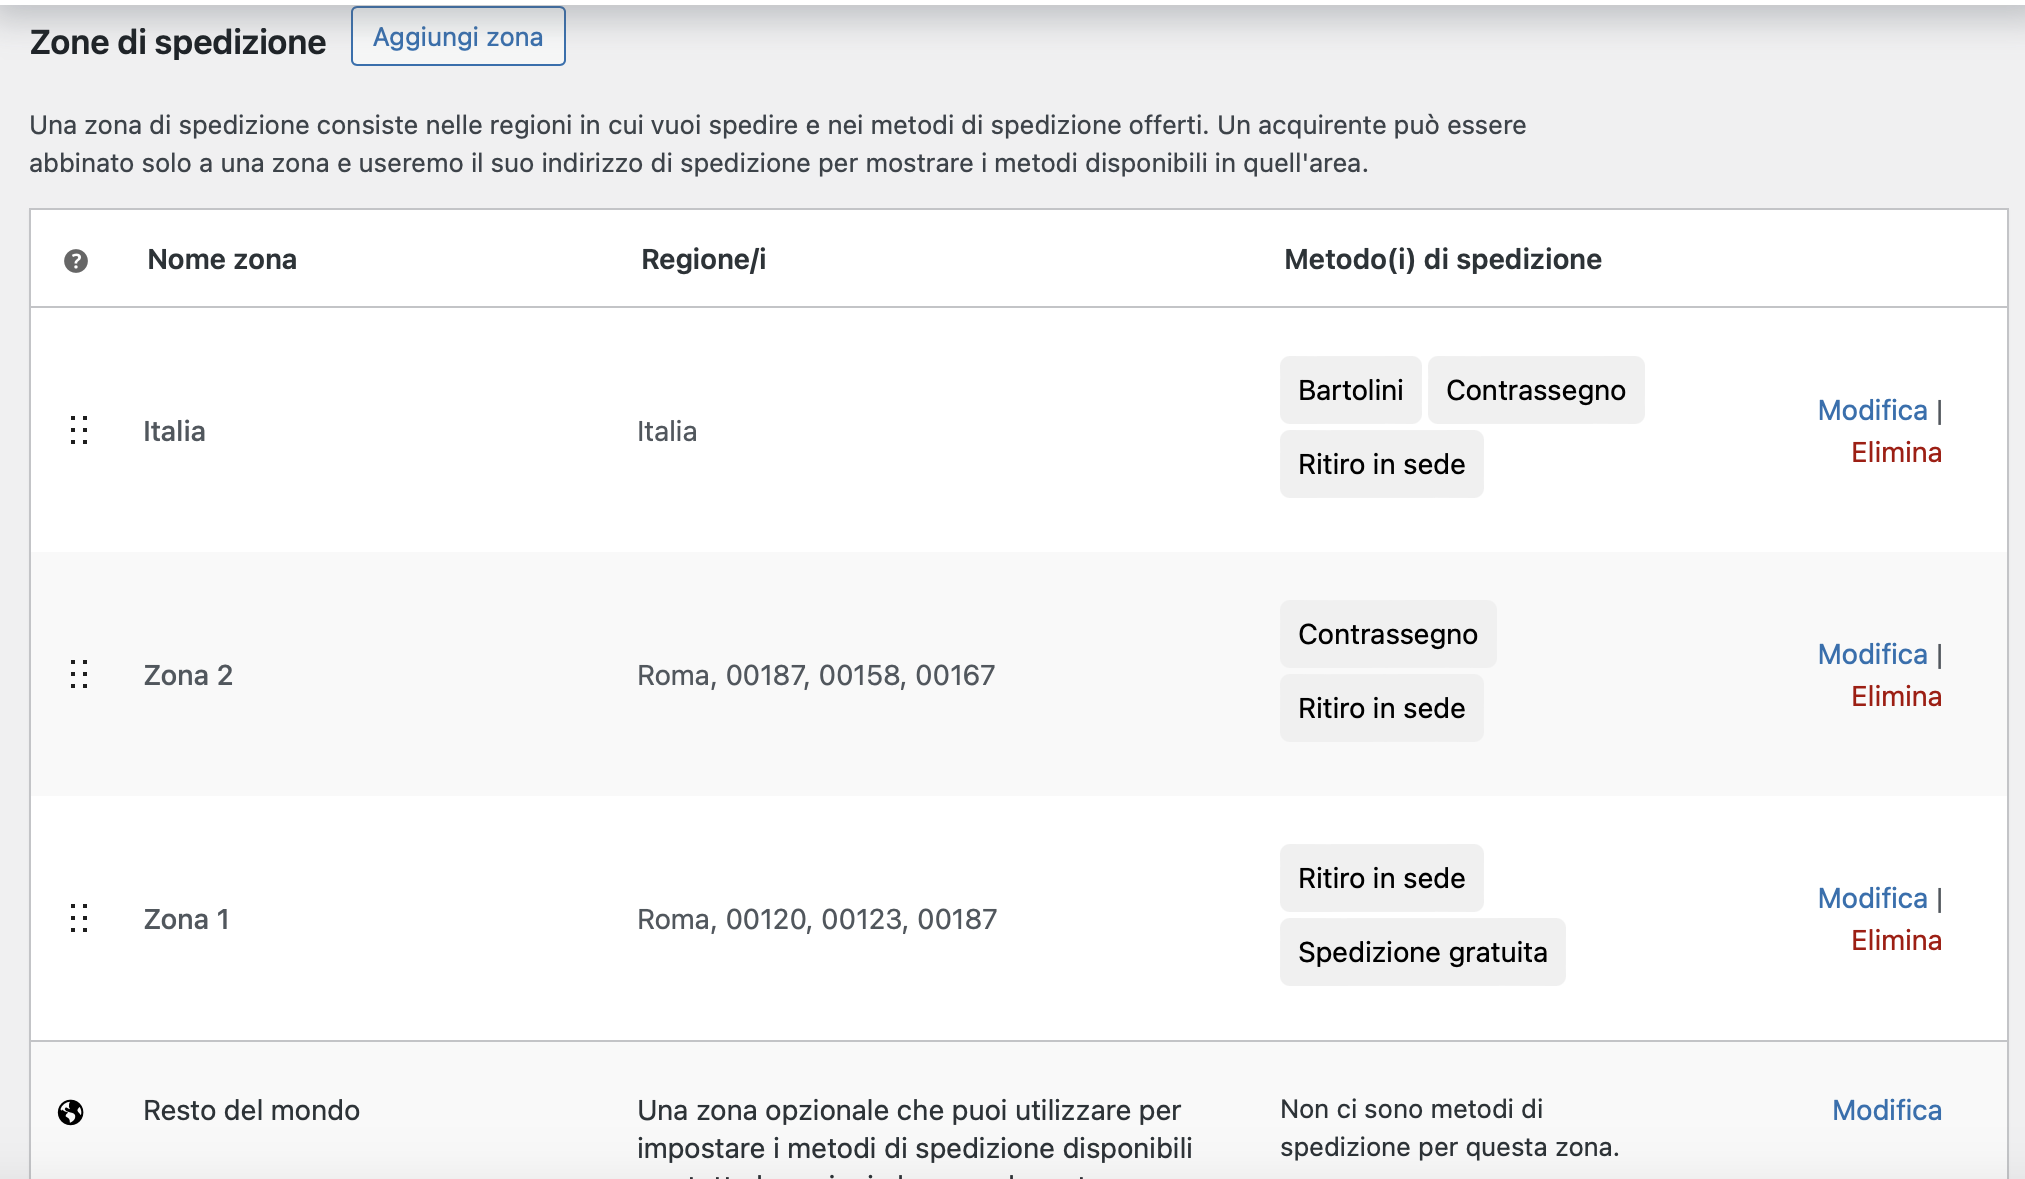 Zone di spedizione Aggiungi zona
Una zona di spedizione consiste nelle regioni in cui vuoi spedire e nei metodi di spedizione offerti. Un acquirente può essere
abbinato solo a una zona e useremo il suo indirizzo di spedizione per mostrare i metodi disponibili in quell'area.
? Nome zona Regione/i Metodo(i) di spedizione
Italia Italia
Bartolini Contrassegno
Ritiro in sede
Modifica |
Elimina
Zona 2 Roma, 00187, 00158, 00167
Contrassegno
Ritiro in sede
Modifica |
Elimina
Zona 1 Roma, 00120, 00123, 00187
Ritiro in sede
Spedizione gratuita
Modifica |
Elimina
Resto del mondo
Una zona opzionale che puoi utilizzare per
impostare i metodi di spedizione disponibili
Non ci sono metodi di
spedizione per questa zona.
Modifica